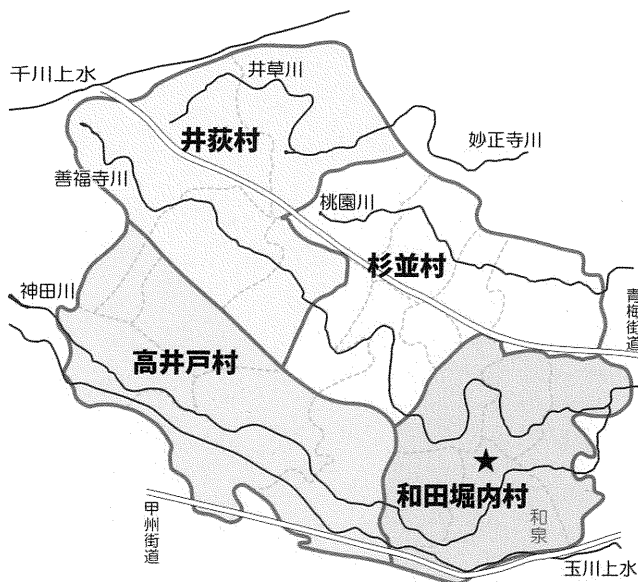 千川上水
井草川
井荻村
妙正寺川
善福寺川
桃園川
杉並村
神田川
青梅街道
高井戸村
和田堀内村
和泉
甲州街道
玉川上水